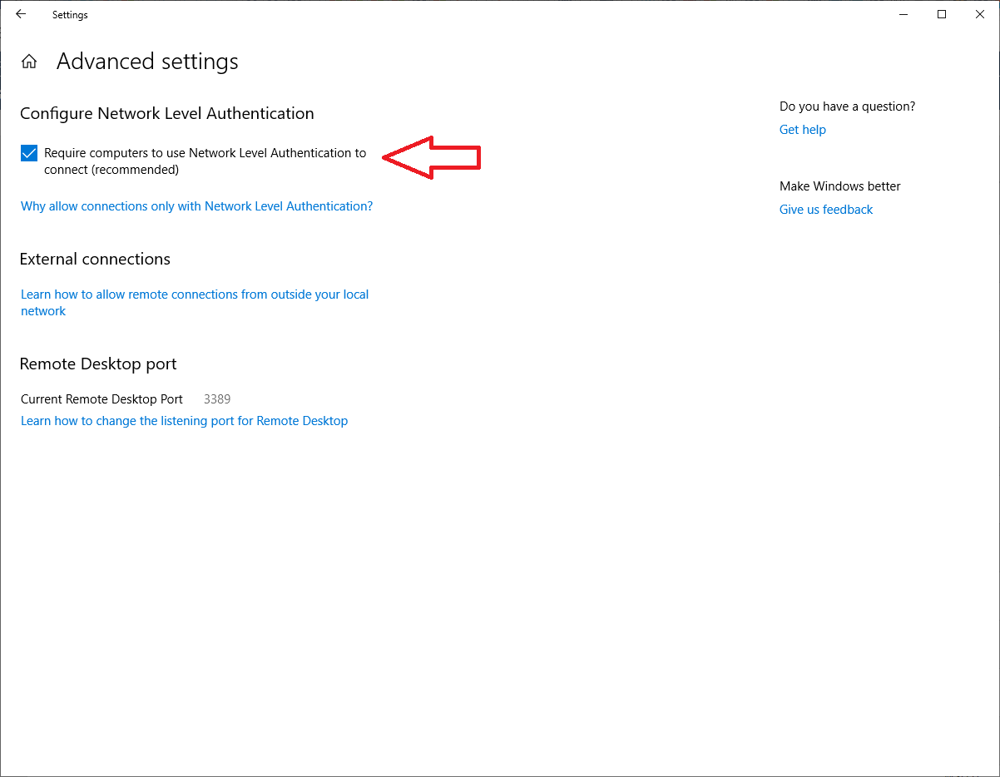 Settings
Advanced settings
Configure Network Level Authentication
Require computers to use Network Level Authentication to
connect (recommended)
Why allow connections only with Network Level Authentication?
External connections
Learn how to allow remote connections from outside your local
network
Remote Desktop port
Current Remote Desktop Port 3389
Learn how to change the listening port for Remote Desktop
Do you have a question?
Get help
Make Windows better
Give us feedback